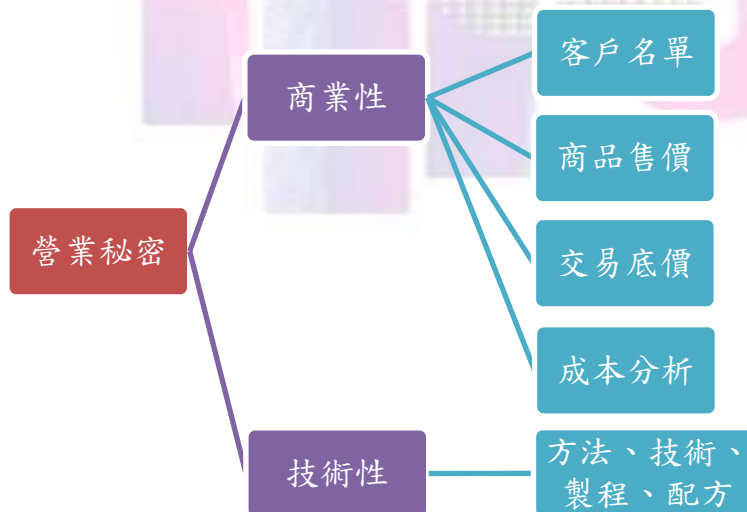 營業秘密
商業性
客戶名單
商品售價
交易底價
成本分析
技術性
方法、技術、
製程、配方